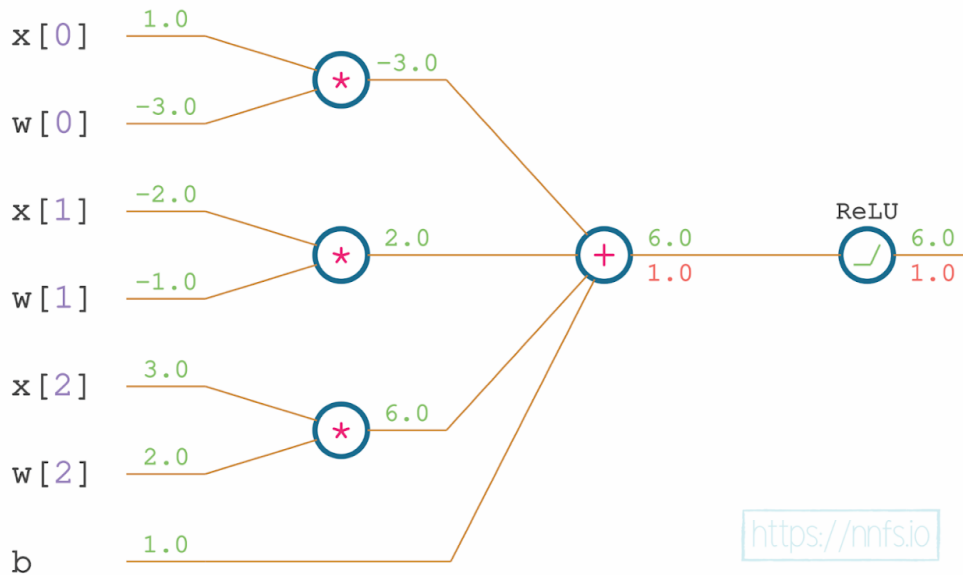 x[0] 1.0
* -3.0
w[0] -3.0
x[1] -2.0
* 2.0
w[1] -1.0
+ 6.0
1.0
ReLU
6.0
1.0
x[2] 3.0
* 6.0
w[2] 2.0
b 1.0
https://nnfs.io